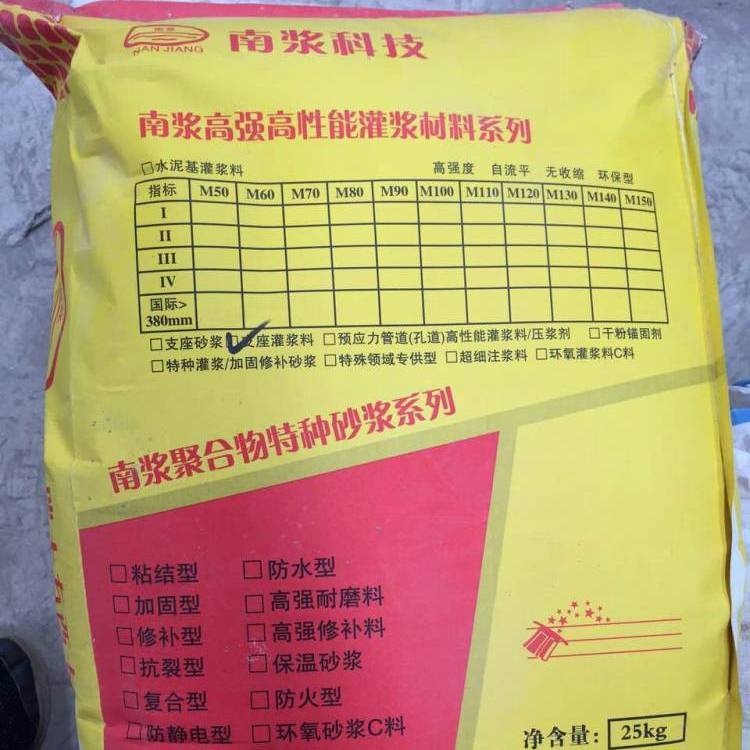 南浆
NAN JIANG
南浆科技
南浆高强高性能灌浆材料系列
□水泥基灌浆料 高强度 自流平 无收缩 环保型
指标 M50 M60 M70 M80 M90 M100 M110 M120 M130 M140 M150
I
II
III
IV
国际>
380mm
□支座砂浆 □支座灌浆料 □预应力管道(孔道)高性能灌浆料/压浆剂 □干粉锚固剂
□特种灌浆/加固修补砂浆 □特殊领域专供型 □超细注浆料 □环氧灌浆料C料
南浆聚合物特种砂浆系列
□粘结型 □防水型
□加固型 □高强耐磨料
□修补型 □高强修补料
□抗裂型 □保温砂浆
□复合型 □防火型
□防静电型 □环氧砂浆C料
净含量: 25kg